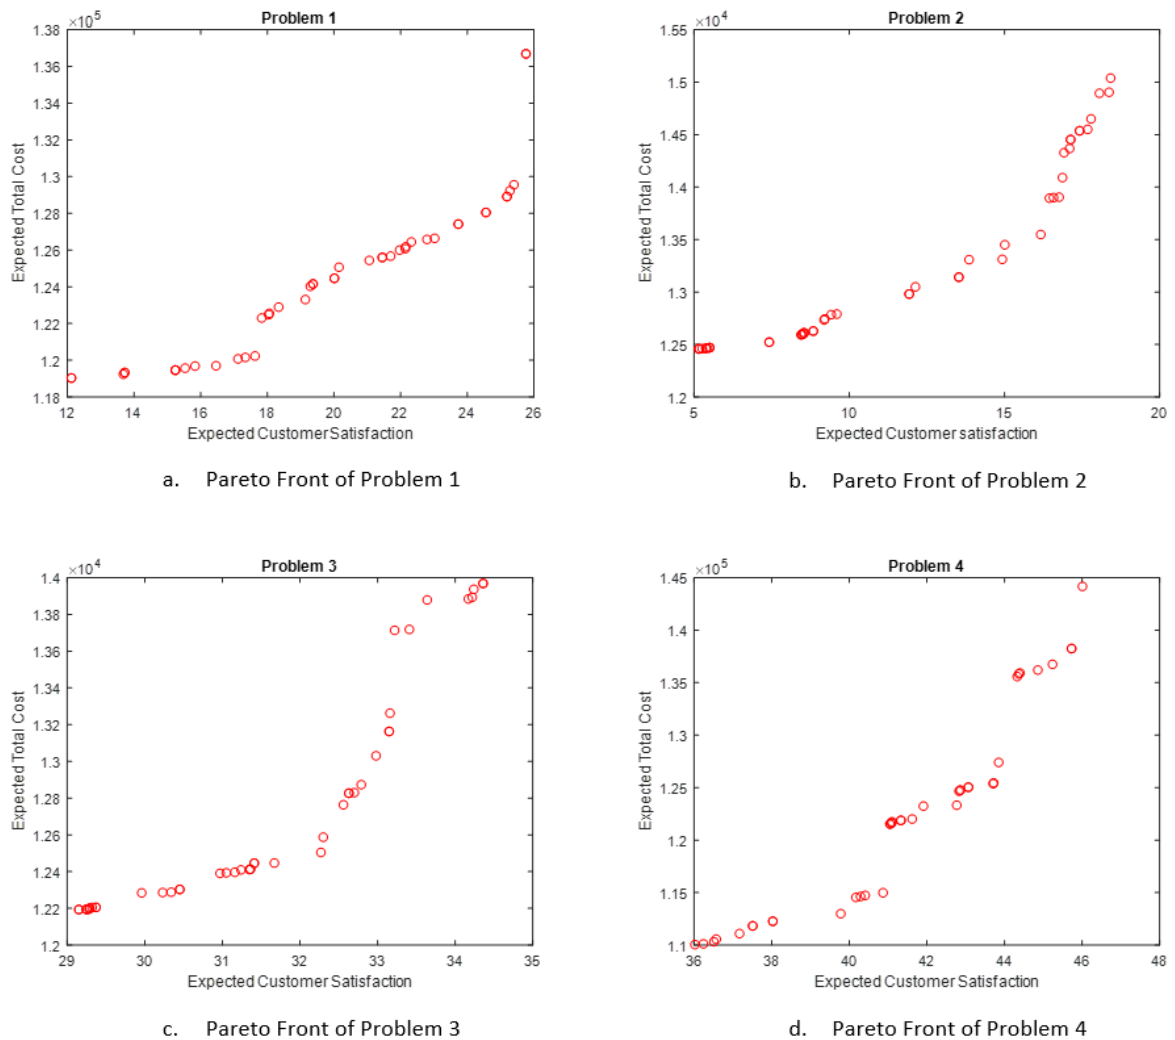 Problem 1
×10⁵
1.38
1.36
1.34
1.32
1.3
1.28
1.26
1.24
1.22
1.2
1.18
Expected Total Cost
12 14 16 18 20 22 24 26
Expected Customer Satisfaction
a. Pareto Front of Problem 1
Problem 2
×10⁴
1.55
1.5
1.45
1.4
1.35
1.3
1.25
1.2
Expected Total Cost
5 10 15 20
Expected Customer satisfaction
b. Pareto Front of Problem 2
Problem 3
×10⁴
1.4
1.38
1.36
1.34
1.32
1.3
1.28
1.26
1.24
1.22
1.2
Expected Total Cost
29 30 31 32 33 34 35
Expected Customer Satisfaction
c. Pareto Front of Problem 3
Problem 4
×10⁵
1.45
1.4
1.35
1.3
1.25
1.2
1.15
1.1
Expected Total Cost
36 38 40 42 44 46 48
Expected Customer Satisfaction
d. Pareto Front of Problem 4